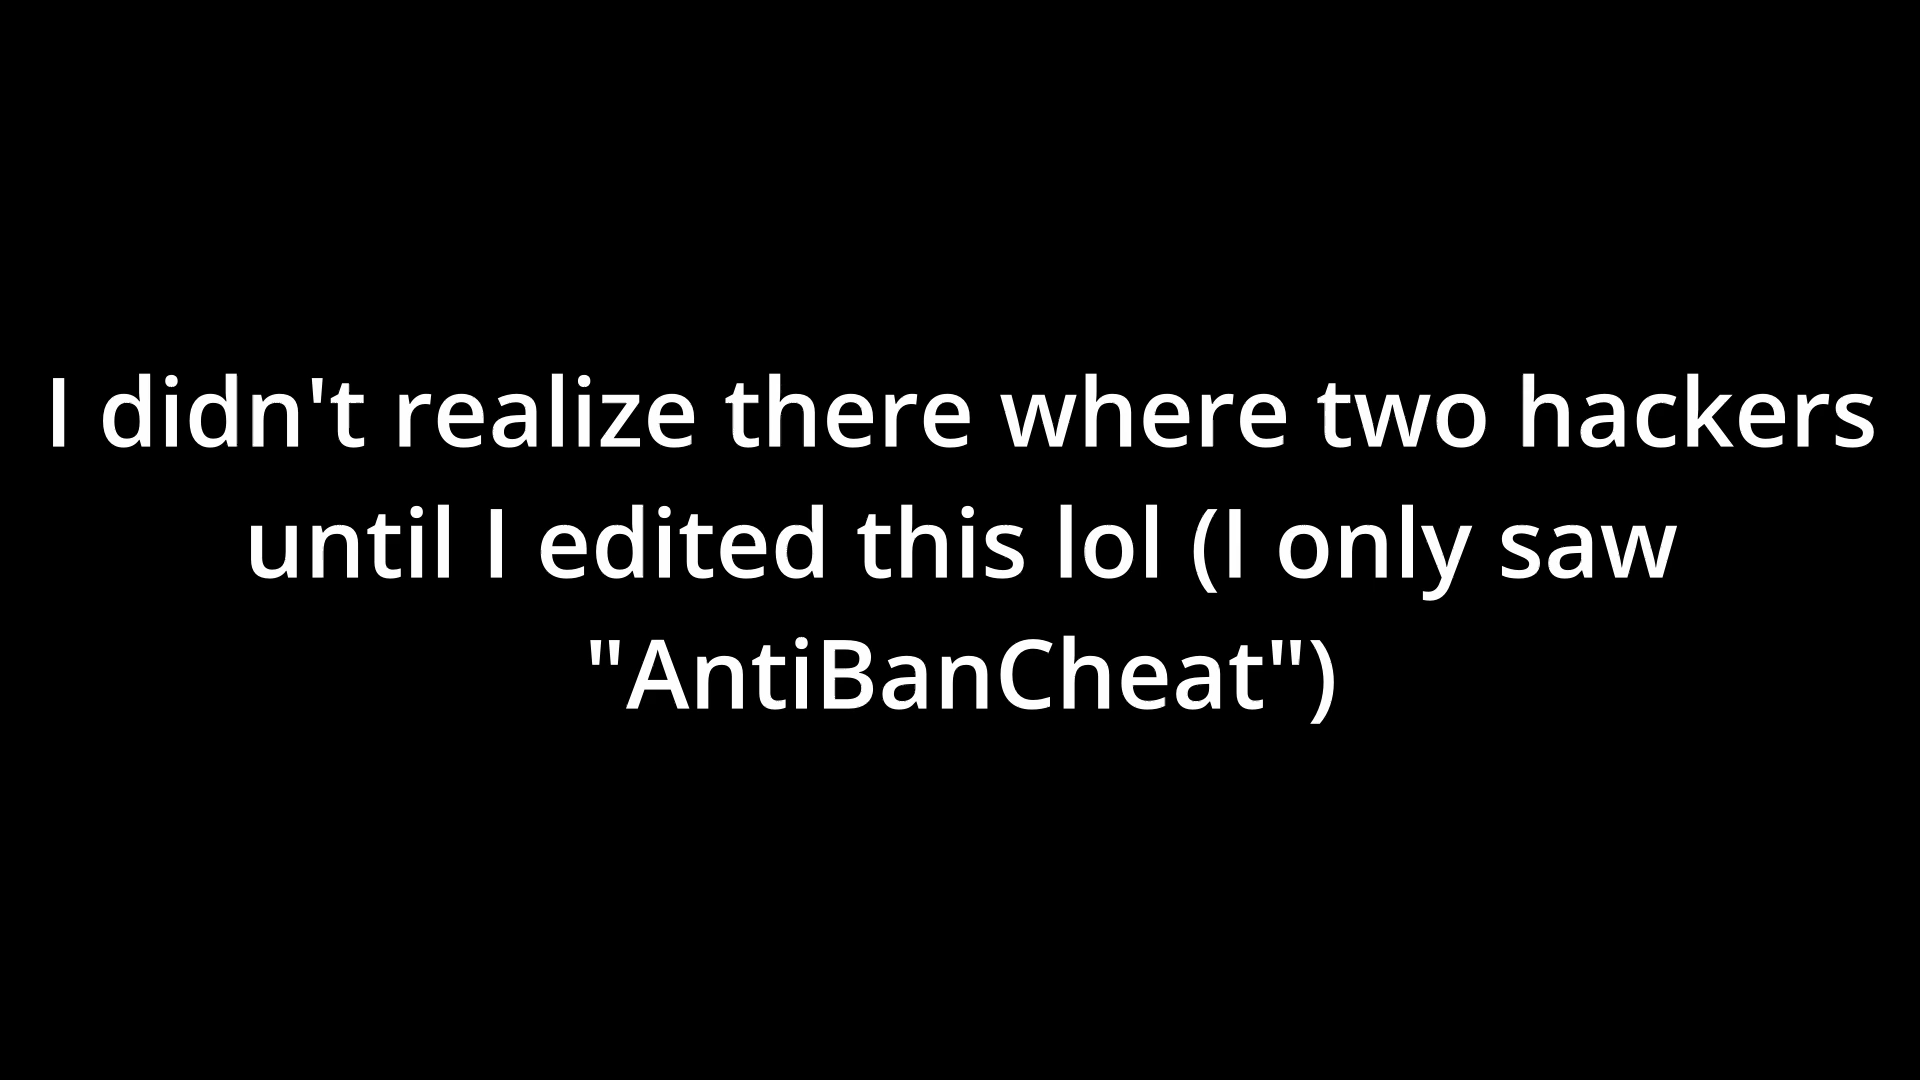 I didn't realize there where two hackers
until I edited this lol (I only saw
"AntiBanCheat")